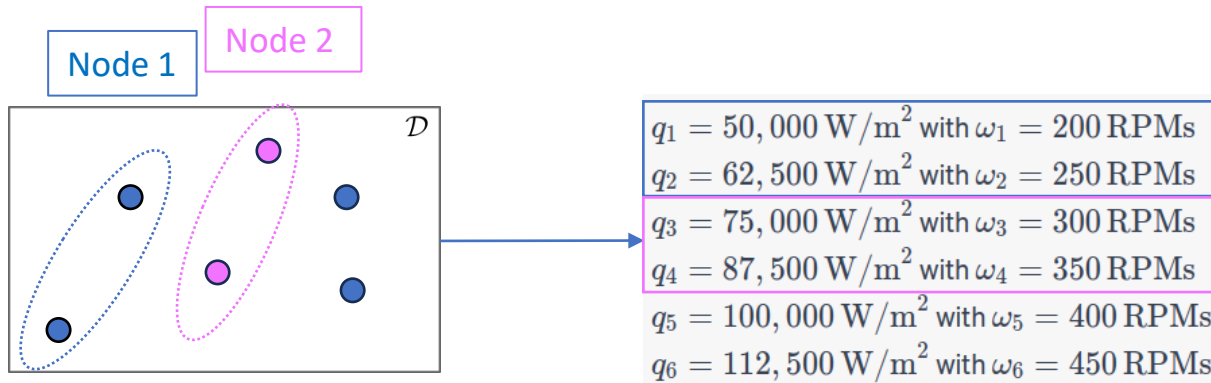 Node 1
Node 2
𝒟
q₁ = 50, 000 W/m² with ω₁ = 200 RPMs
q₂ = 62, 500 W/m² with ω₂ = 250 RPMs
q₃ = 75, 000 W/m² with ω₃ = 300 RPMs
q₄ = 87, 500 W/m² with ω₄ = 350 RPMs
q₅ = 100, 000 W/m² with ω₅ = 400 RPMs
q₆ = 112, 500 W/m² with ω₆ = 450 RPMs